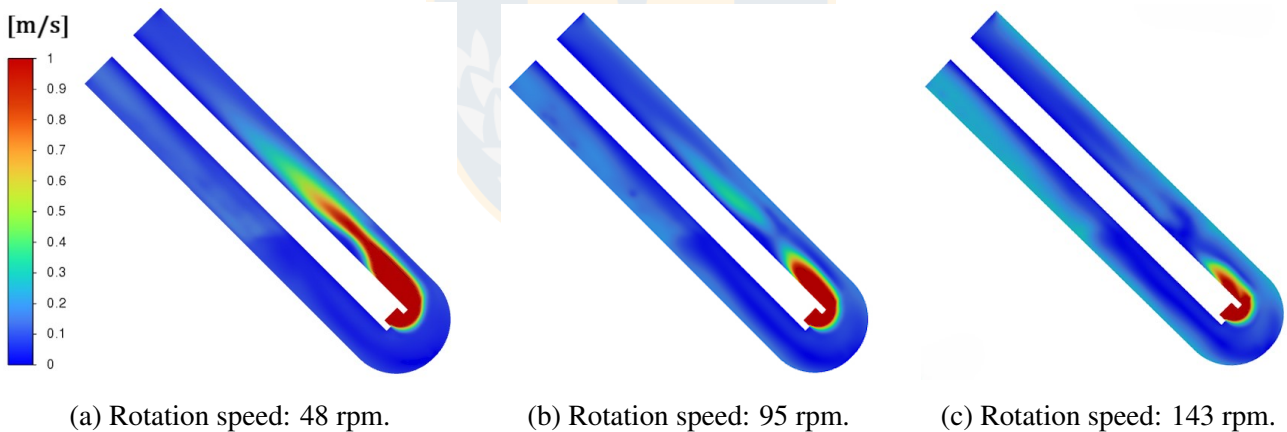 [m/s]
1
0.9
0.8
0.7
0.6
0.5
0.4
0.3
0.2
0.1
0
(a) Rotation speed: 48 rpm.
(b) Rotation speed: 95 rpm.
(c) Rotation speed: 143 rpm.